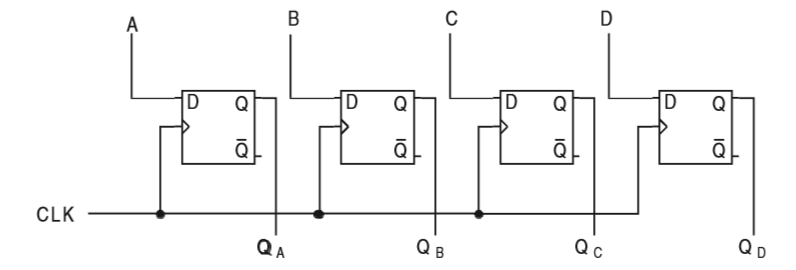 A B C D
D Q D Q D Q D Q
Q̅ Q̅ Q̅ Q̅
CLK
QA QB QC QD